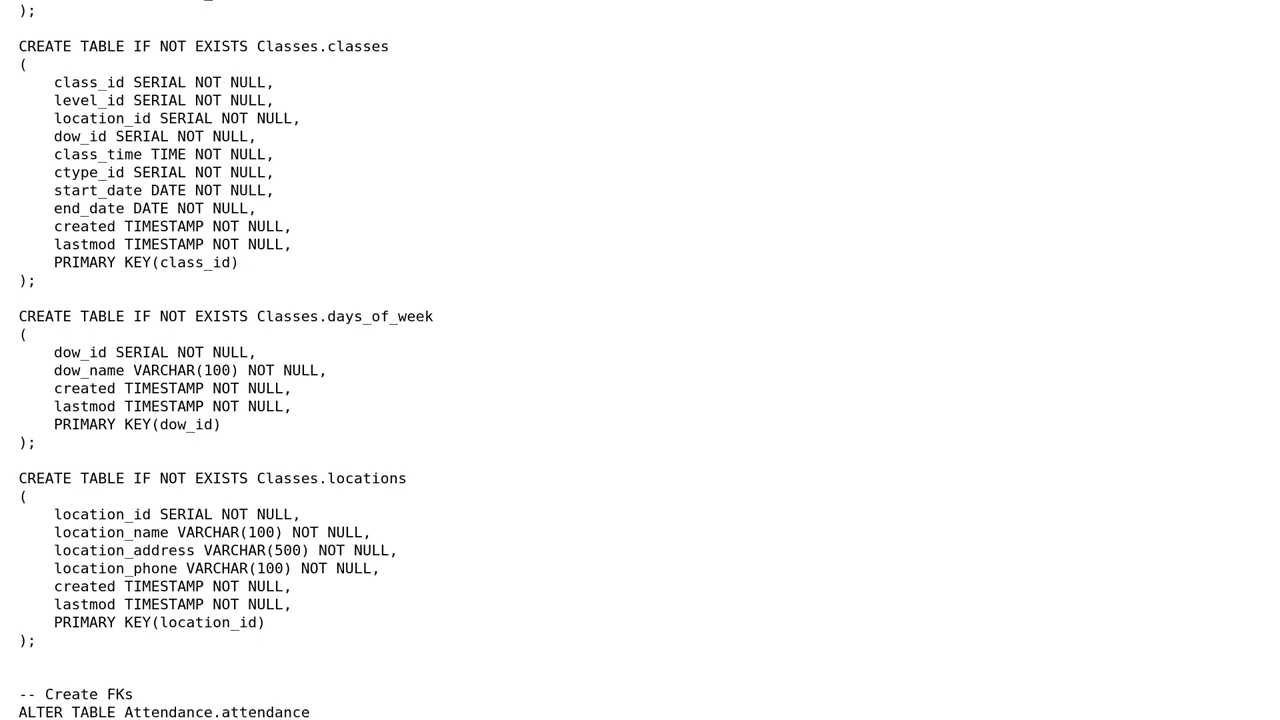 );
CREATE TABLE IF NOT EXISTS Classes.classes
(
    class_id SERIAL NOT NULL,
    level_id SERIAL NOT NULL,
    location_id SERIAL NOT NULL,
    dow_id SERIAL NOT NULL,
    class_time TIME NOT NULL,
    ctype_id SERIAL NOT NULL,
    start_date DATE NOT NULL,
    end_date DATE NOT NULL,
    created TIMESTAMP NOT NULL,
    lastmod TIMESTAMP NOT NULL,
    PRIMARY KEY(class_id)
);
CREATE TABLE IF NOT EXISTS Classes.days_of_week
(
    dow_id SERIAL NOT NULL,
    dow_name VARCHAR(100) NOT NULL,
    created TIMESTAMP NOT NULL,
    lastmod TIMESTAMP NOT NULL,
    PRIMARY KEY(dow_id)
);
CREATE TABLE IF NOT EXISTS Classes.locations
(
    location_id SERIAL NOT NULL,
    location_name VARCHAR(100) NOT NULL,
    location_address VARCHAR(500) NOT NULL,
    location_phone VARCHAR(100) NOT NULL,
    created TIMESTAMP NOT NULL,
    lastmod TIMESTAMP NOT NULL,
    PRIMARY KEY(location_id)
);
-- Create FKs
ALTER TABLE Attendance.attendance